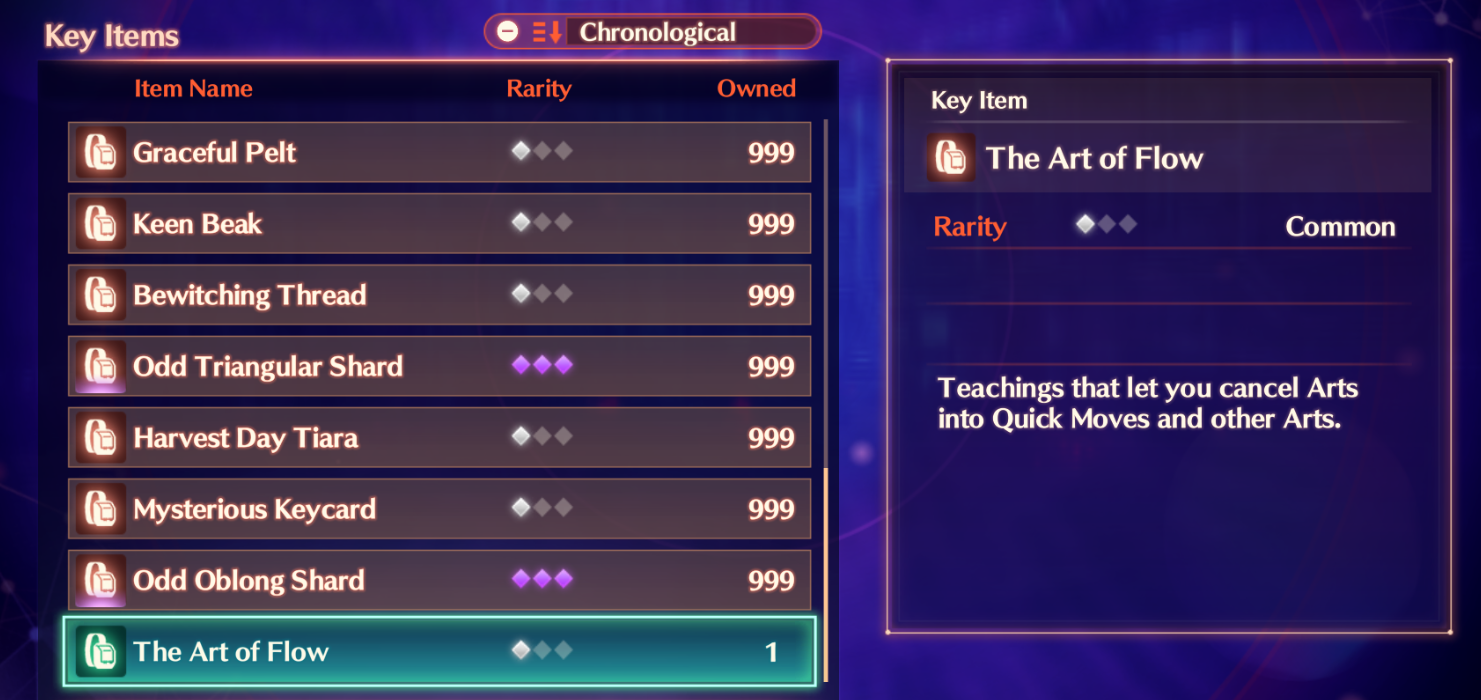 Key Items
Chronological
Item Name Rarity Owned
Graceful Pelt 999
Keen Beak 999
Bewitching Thread 999
Odd Triangular Shard 999
Harvest Day Tiara 999
Mysterious Keycard 999
Odd Oblong Shard 999
The Art of Flow 1
Key Item
The Art of Flow
Rarity Common
Teachings that let you cancel Arts
into Quick Moves and other Arts.